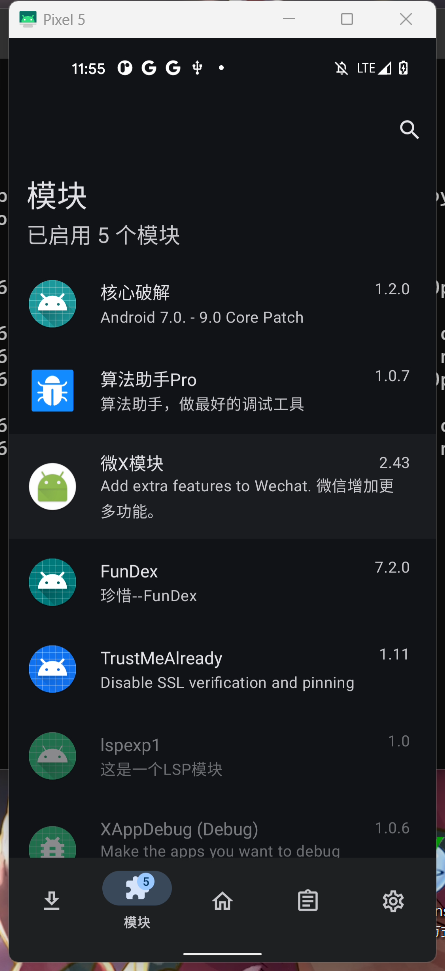 Pixel 5
11:55
LTE
模块
已启用 5 个模块
核心破解
1.2.0
Android 7.0. - 9.0 Core Patch
算法助手Pro
1.0.7
算法助手，做最好的调试工具
微X模块
2.43
Add extra features to Wechat. 微信增加更
多功能。
FunDex
7.2.0
珍惜--FunDex
TrustMeAlready
1.11
Disable SSL verification and pinning
lspexp1
1.0
这是一个LSP模块
XAppDebug (Debug)
1.0.6
Make the apps you want to debug
5
模块